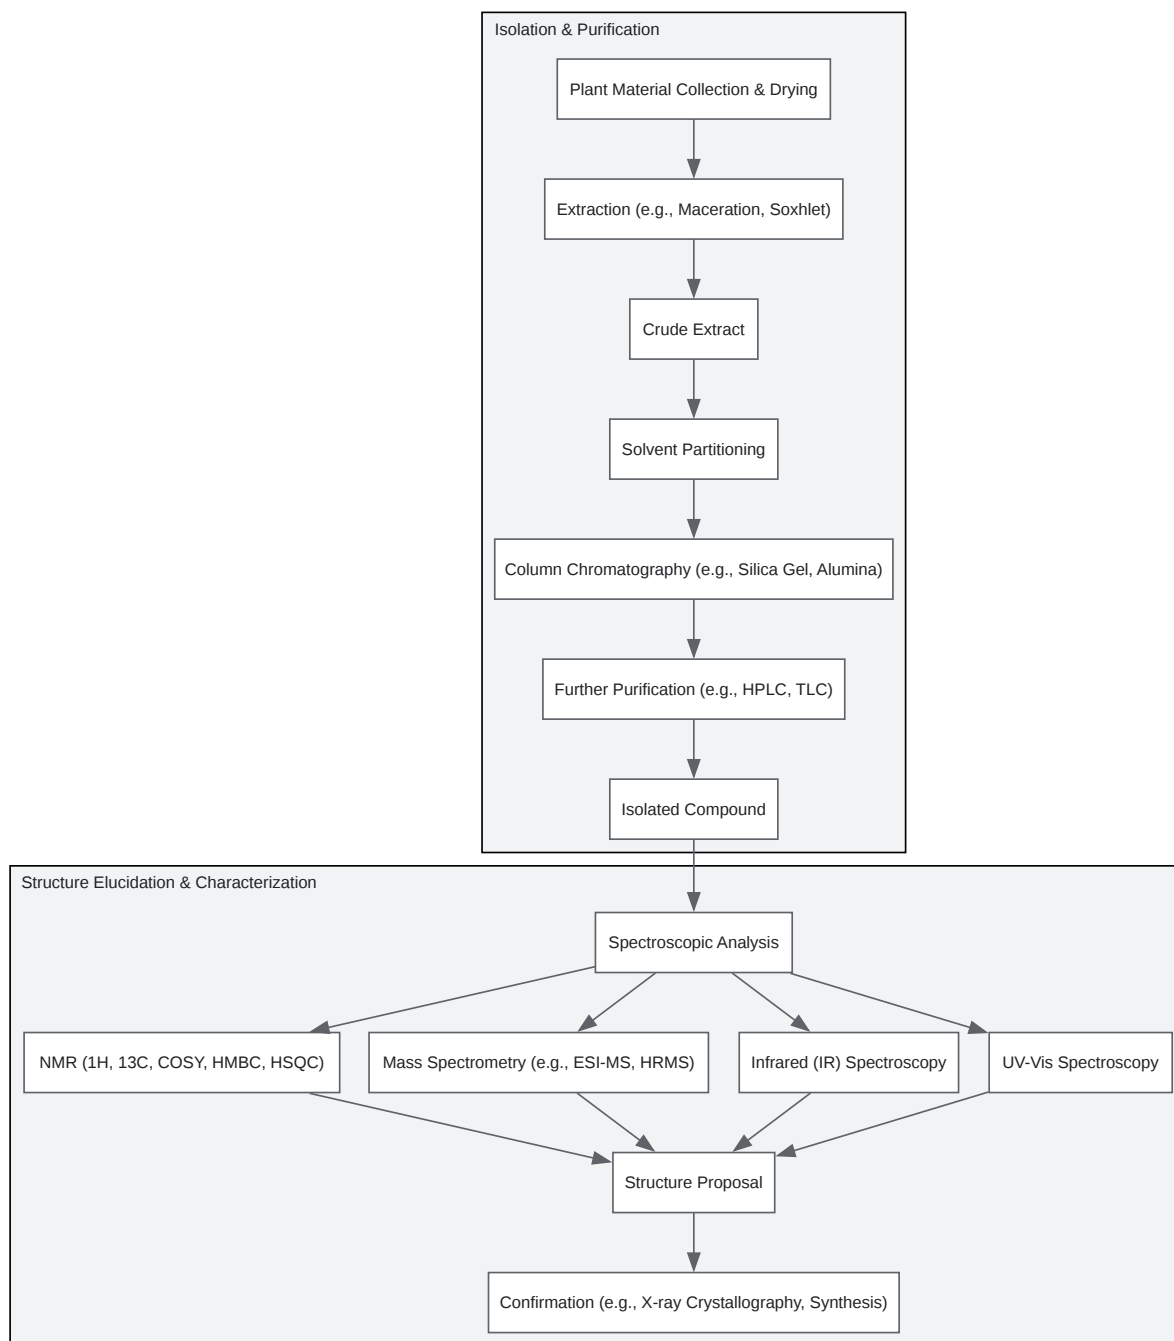 Isolation & Purification
Plant Material Collection & Drying
Extraction (e.g., Maceration, Soxhlet)
Crude Extract
Solvent Partitioning
Column Chromatography (e.g., Silica Gel, Alumina)
Further Purification (e.g., HPLC, TLC)
Isolated Compound
Structure Elucidation & Characterization
Spectroscopic Analysis
NMR (1H, 13C, COSY, HMBC, HSQC)
Mass Spectrometry (e.g., ESI-MS, HRMS)
Infrared (IR) Spectroscopy
UV-Vis Spectroscopy
Structure Proposal
Confirmation (e.g., X-ray Crystallography, Synthesis)